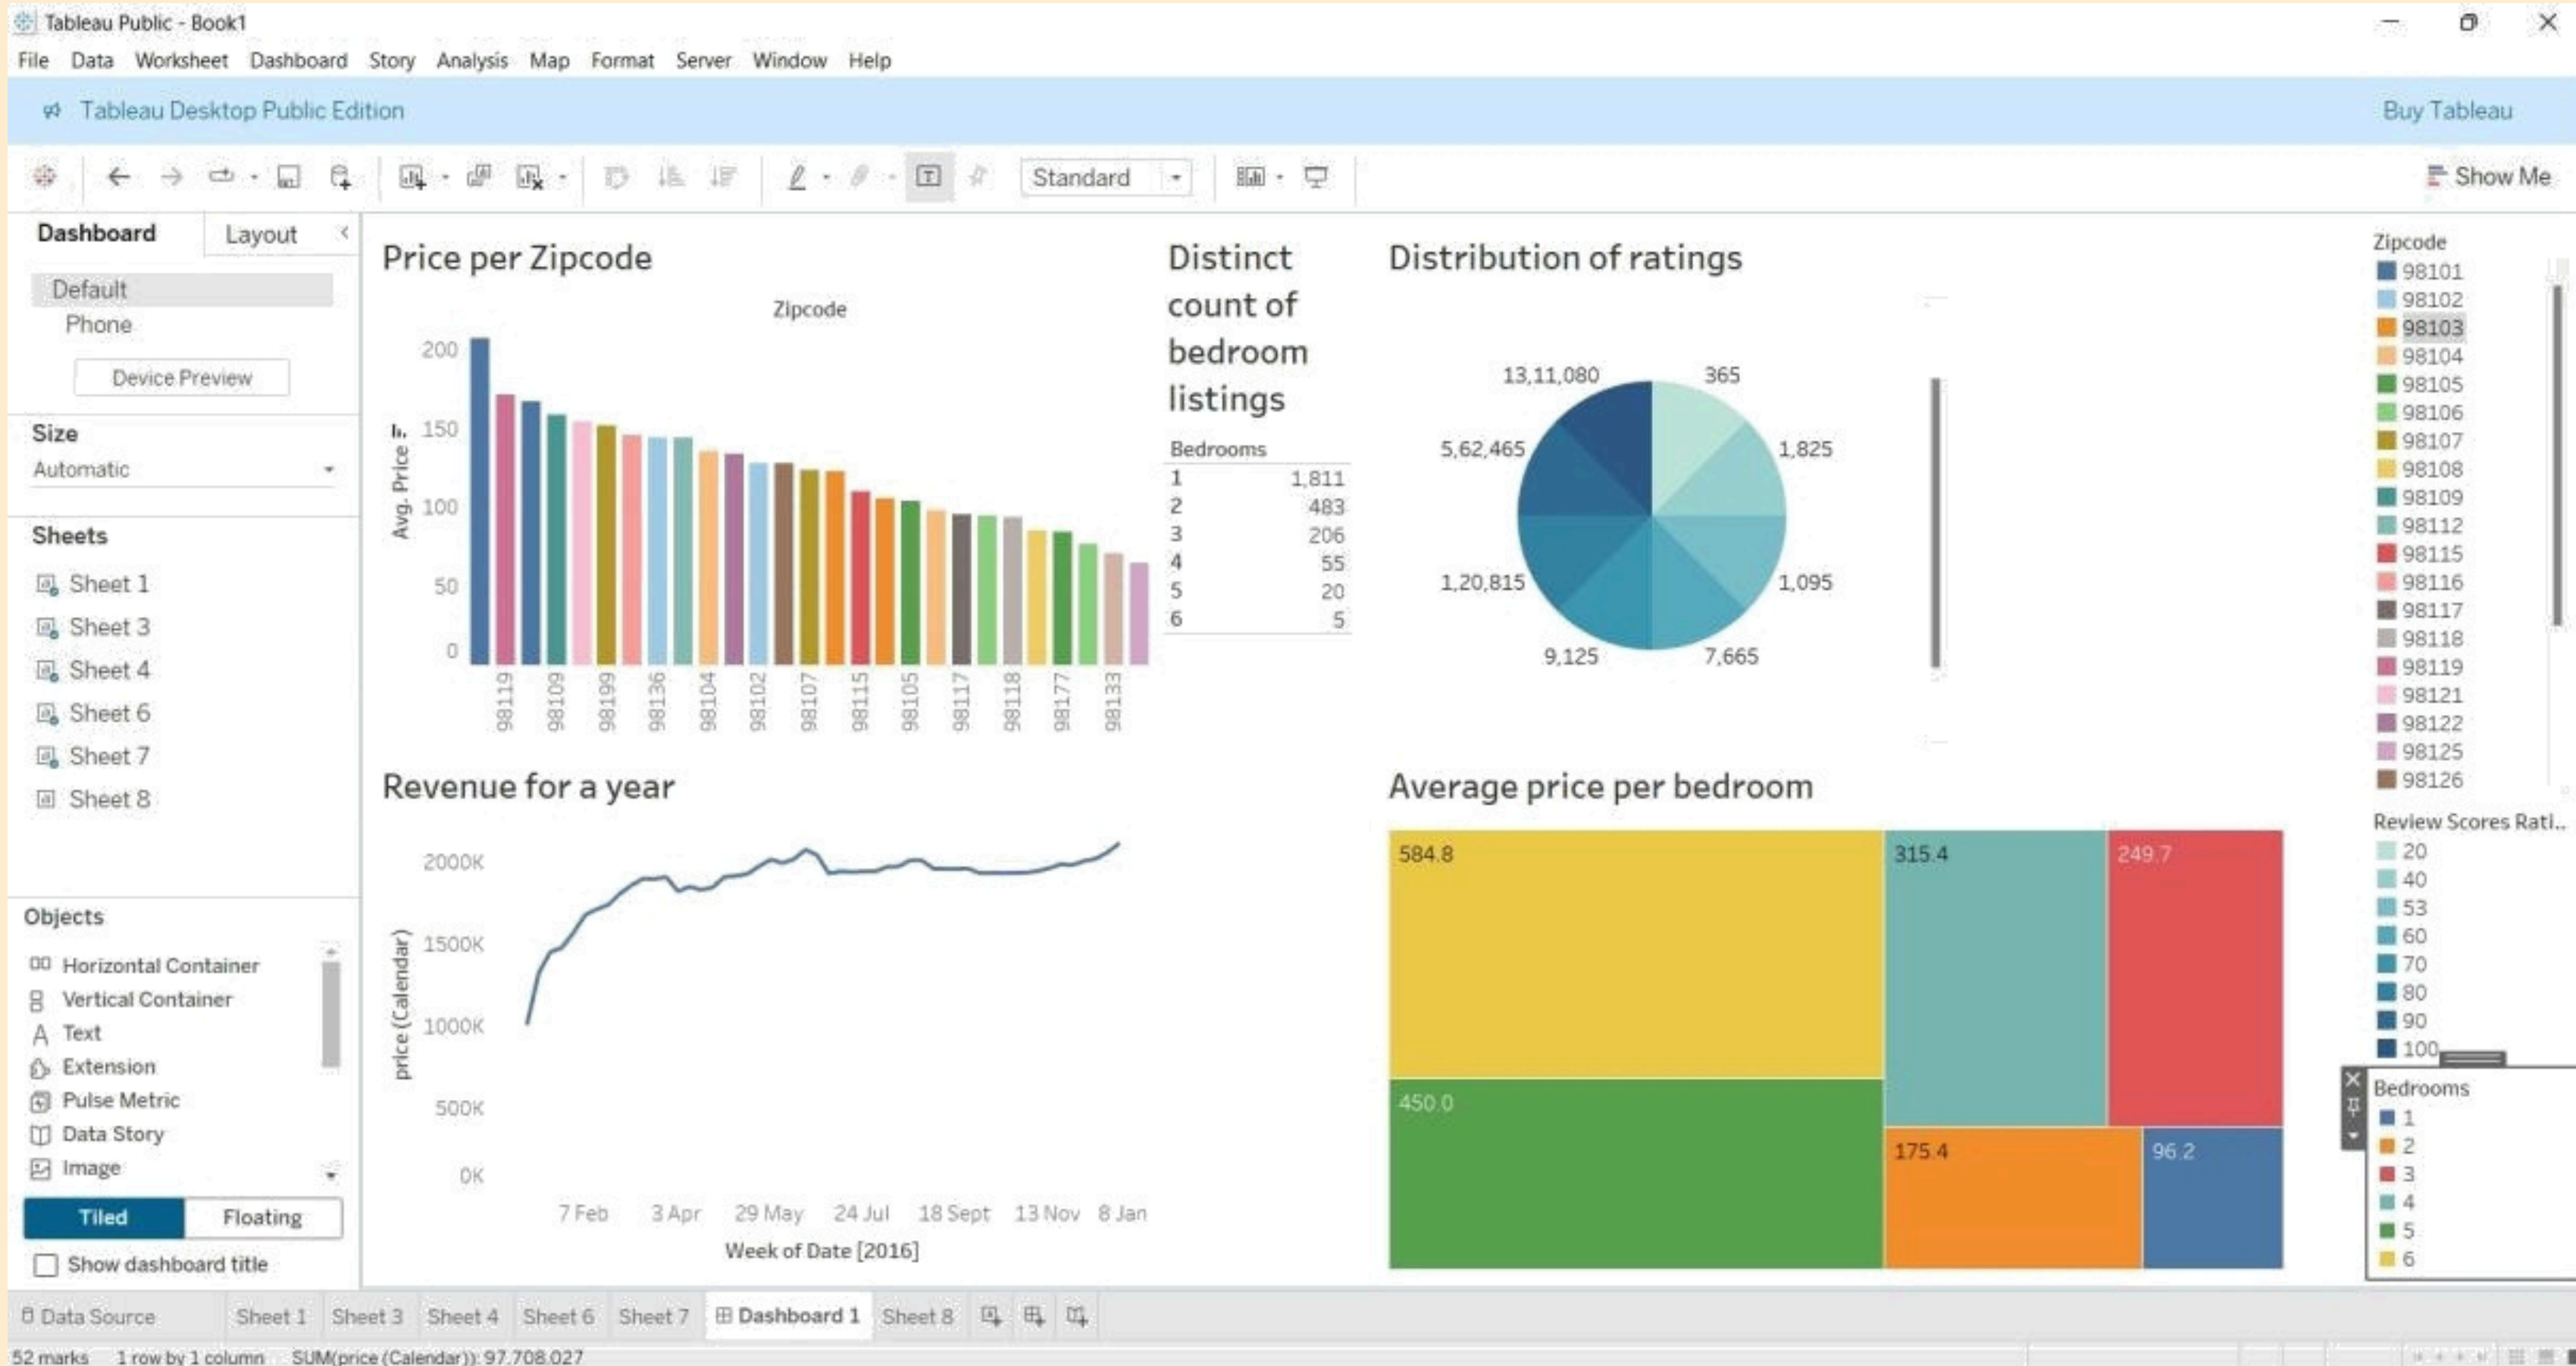 Tableau Public - Book1
File Data Worksheet Dashboard Story Analysis Map Format Server Window Help
Tableau Desktop Public Edition
Buy Tableau
Standard
Show Me
Dashboard
Layout
Default
Phone
Device Preview
Size
Automatic
Sheets
Sheet 1
Sheet 3
Sheet 4
Sheet 6
Sheet 7
Sheet 8
Objects
Horizontal Container
Vertical Container
Text
Extension
Pulse Metric
Data Story
Image
Tiled
Floating
Show dashboard title
Price per Zipcode
Zipcode
Avg. Price
200
150
100
50
0
98119
98109
98199
98136
98104
98102
98107
98115
98105
98117
98118
98177
98133
Distinct
count of
bedroom
listings
Bedrooms
1 1,811
2 483
3 206
4 55
5 20
6 5
Distribution of ratings
13,11,080
365
5,62,465
1,825
1,20,815
1,095
9,125
7,665
Revenue for a year
price (Calendar)
2000K
1500K
1000K
500K
0K
7 Feb 3 Apr 29 May 24 Jul 18 Sept 13 Nov 8 Jan
Week of Date [2016]
Average price per bedroom
584.8
315.4
249.7
450.0
175.4
96.2
Zipcode
98101
98102
98103
98104
98105
98106
98107
98108
98109
98112
98115
98116
98117
98118
98119
98121
98122
98125
98126
Review Scores Rati..
20
40
53
60
70
80
90
100
Bedrooms
1
2
3
4
5
6
Data Source
Sheet 1
Sheet 3
Sheet 4
Sheet 6
Sheet 7
Dashboard 1
Sheet 8
52 marks 1 row by 1 column SUM(price (Calendar)): 97,708,027